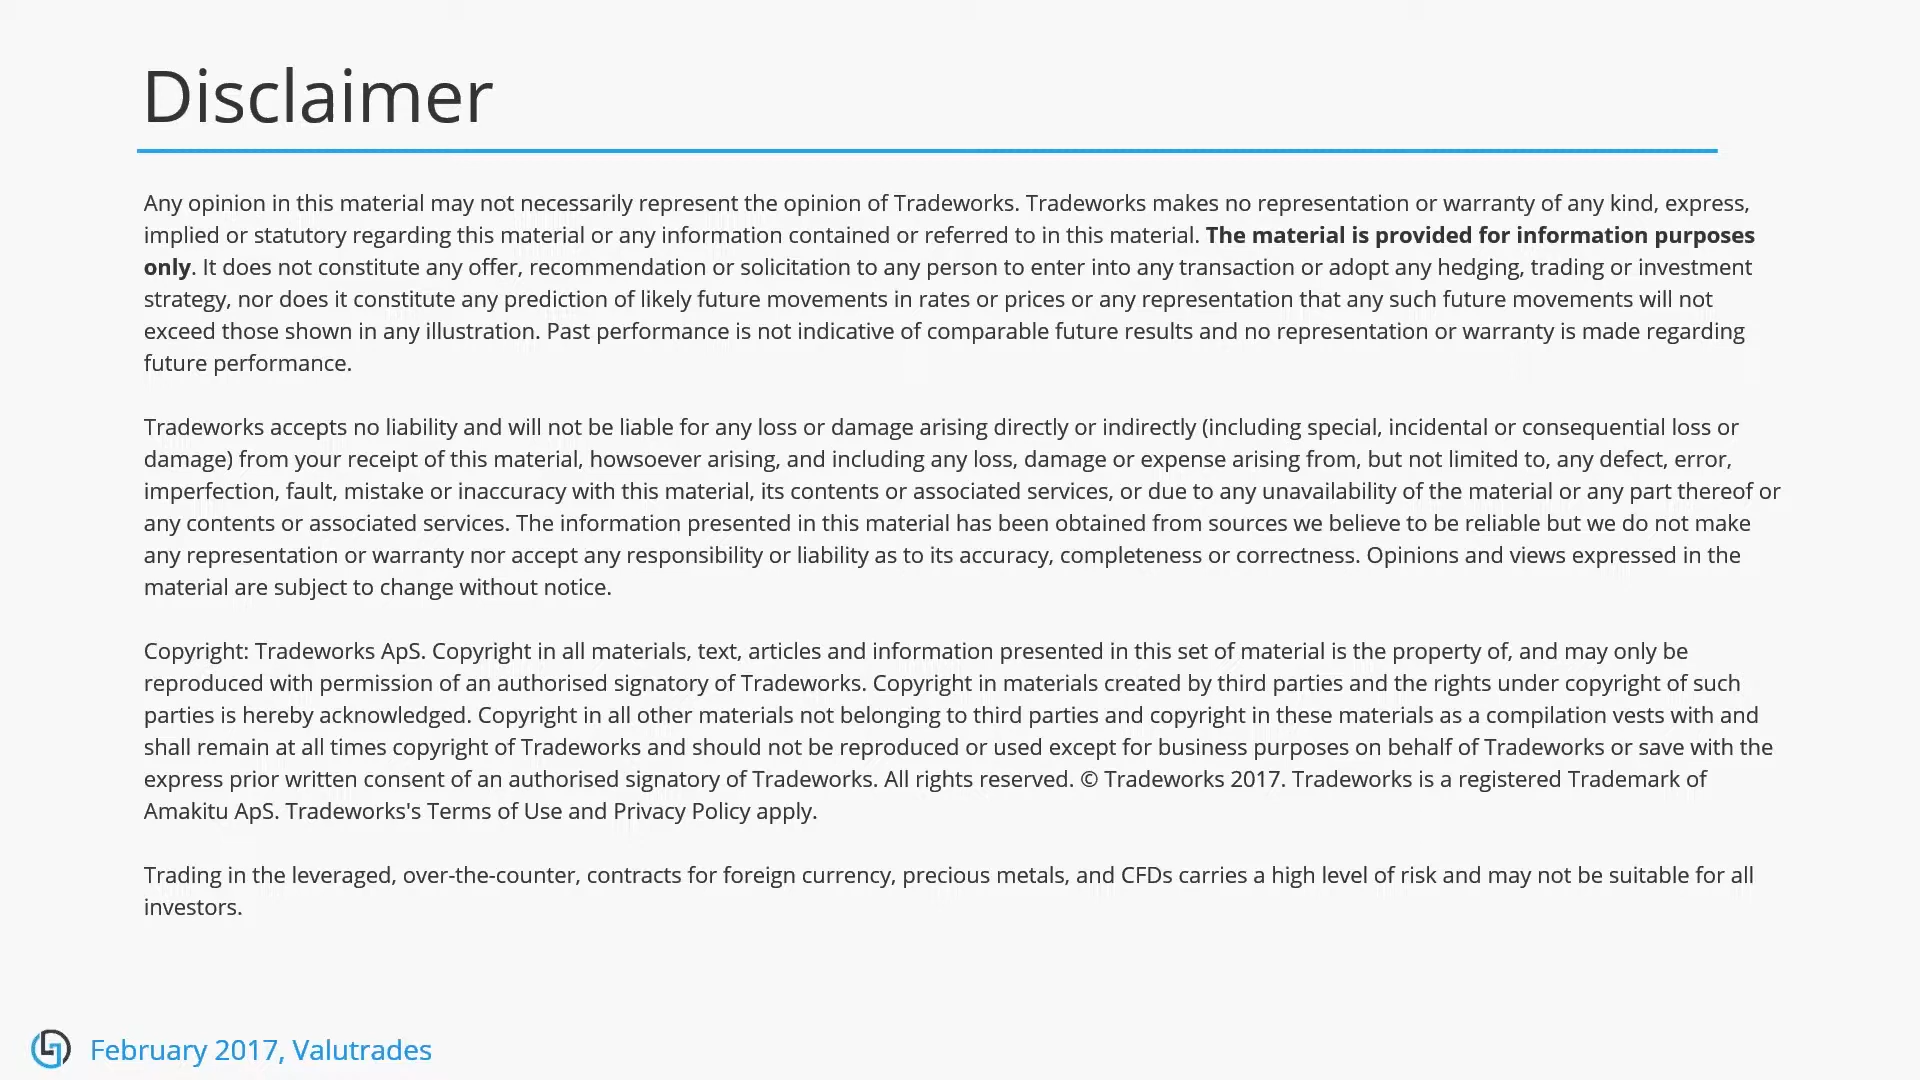 Disclaimer
Any opinion in this material may not necessarily represent the opinion of Tradeworks. Tradeworks makes no representation or warranty of any kind, express,
implied or statutory regarding this material or any information contained or referred to in this material. The material is provided for information purposes
only. It does not constitute any offer, recommendation or solicitation to any person to enter into any transaction or adopt any hedging, trading or investment
strategy, nor does it constitute any prediction of likely future movements in rates or prices or any representation that any such future movements will not
exceed those shown in any illustration. Past performance is not indicative of comparable future results and no representation or warranty is made regarding
future performance.
Tradeworks accepts no liability and will not be liable for any loss or damage arising directly or indirectly (including special, incidental or consequential loss or
damage) from your receipt of this material, howsoever arising, and including any loss, damage or expense arising from, but not limited to, any defect, error,
imperfection, fault, mistake or inaccuracy with this material, its contents or associated services, or due to any unavailability of the material or any part thereof or
any contents or associated services. The information presented in this material has been obtained from sources we believe to be reliable but we do not make
any representation or warranty nor accept any responsibility or liability as to its accuracy, completeness or correctness. Opinions and views expressed in the
material are subject to change without notice.
Copyright: Tradeworks ApS. Copyright in all materials, text, articles and information presented in this set of material is the property of, and may only be
reproduced with permission of an authorised signatory of Tradeworks. Copyright in materials created by third parties and the rights under copyright of such
parties is hereby acknowledged. Copyright in all other materials not belonging to third parties and copyright in these materials as a compilation vests with and
shall remain at all times copyright of Tradeworks and should not be reproduced or used except for business purposes on behalf of Tradeworks or save with the
express prior written consent of an authorised signatory of Tradeworks. All rights reserved. © Tradeworks 2017. Tradeworks is a registered Trademark of
Amakitu ApS. Tradeworks's Terms of Use and Privacy Policy apply.
Trading in the leveraged, over-the-counter, contracts for foreign currency, precious metals, and CFDs carries a high level of risk and may not be suitable for all
investors.
February 2017, Valutrades